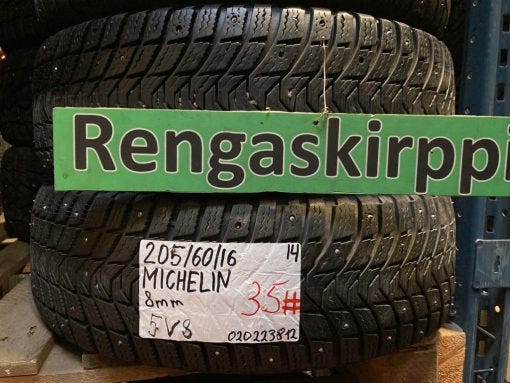 Rengaskirppi
205/60/16 14
MICHELIN
8mm 35#
5V8
020223812